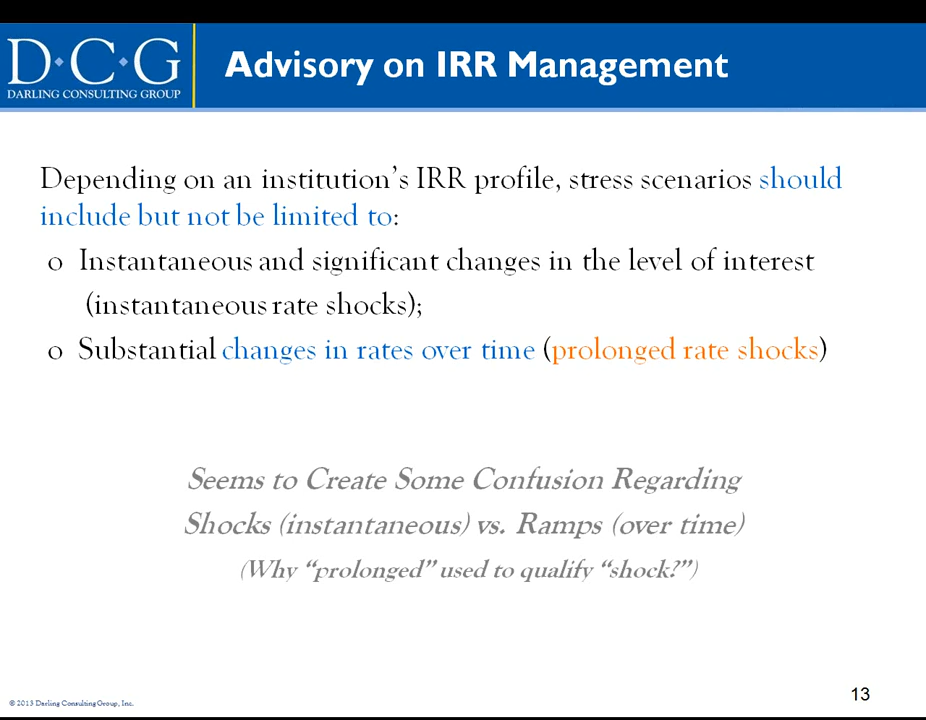 D·C·G
DARLING CONSULTING GROUP
Advisory on IRR Management
Depending on an institution's IRR profile, stress scenarios should
include but not be limited to:
o Instantaneous and significant changes in the level of interest
(instantaneous rate shocks);
o Substantial changes in rates over time (prolonged rate shocks)
Seems to Create Some Confusion Regarding
Shocks (instantaneous) vs. Ramps (over time)
(Why “prolonged” used to qualify “shock?”)
© 2013 Darling Consulting Group, Inc.
13